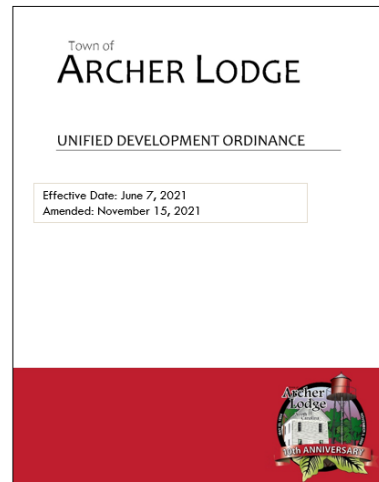 Town of
ARCHER LODGE
UNIFIED DEVELOPMENT ORDINANCE
Effective Date: June 7, 2021
Amended: November 15, 2021
Archer
Lodge
10th ANNIVERSARY